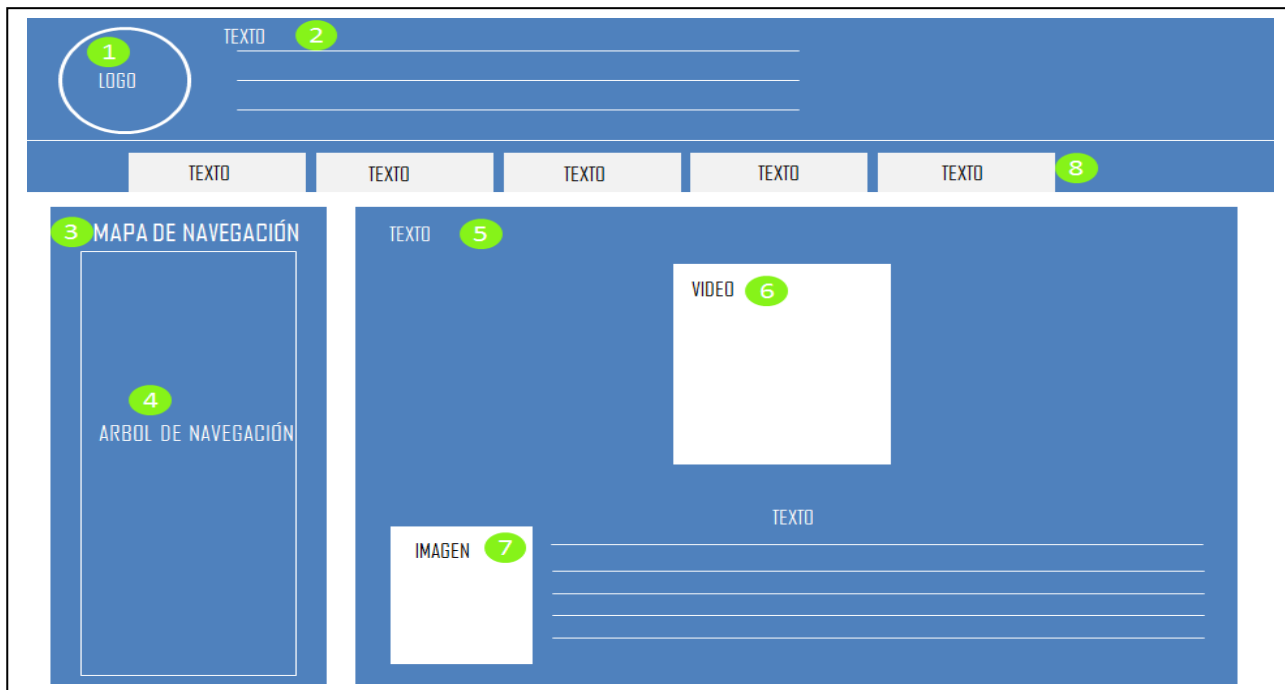 TEXTO 2
1
LOGO
TEXTO TEXTO TEXTO TEXTO TEXTO 8
3 MAPA DE NAVEGACIÓN
4
ARBOL DE NAVEGACIÓN
TEXTO 5
VIDEO 6
TEXTO
IMAGEN 7